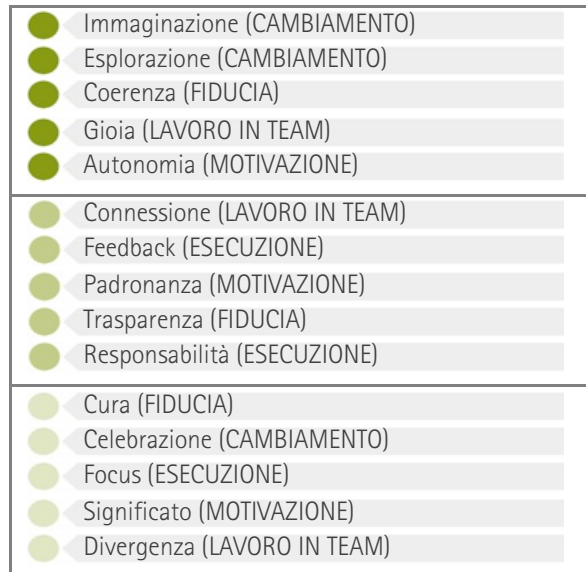 Immaginazione (CAMBIAMENTO)
Esplorazione (CAMBIAMENTO)
Coerenza (FIDUCIA)
Gioia (LAVORO IN TEAM)
Autonomia (MOTIVAZIONE)
Connessione (LAVORO IN TEAM)
Feedback (ESECUZIONE)
Padronanza (MOTIVAZIONE)
Trasparenza (FIDUCIA)
Responsabilità (ESECUZIONE)
Cura (FIDUCIA)
Celebrazione (CAMBIAMENTO)
Focus (ESECUZIONE)
Significato (MOTIVAZIONE)
Divergenza (LAVORO IN TEAM)